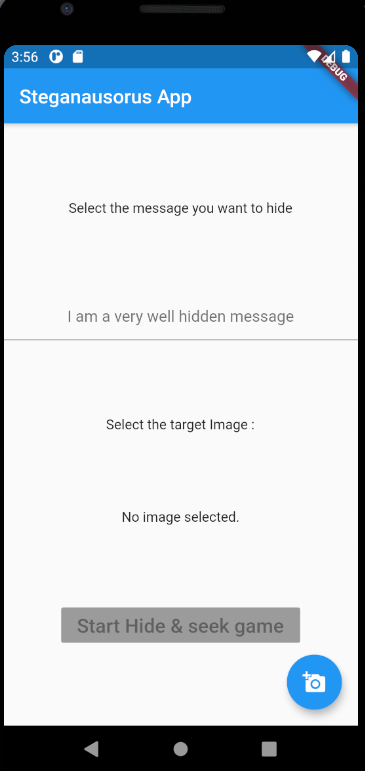 3:56
DEBUG
Steganausorus App
Select the message you want to hide
I am a very well hidden message
Select the target Image :
No image selected.
Start Hide & seek game